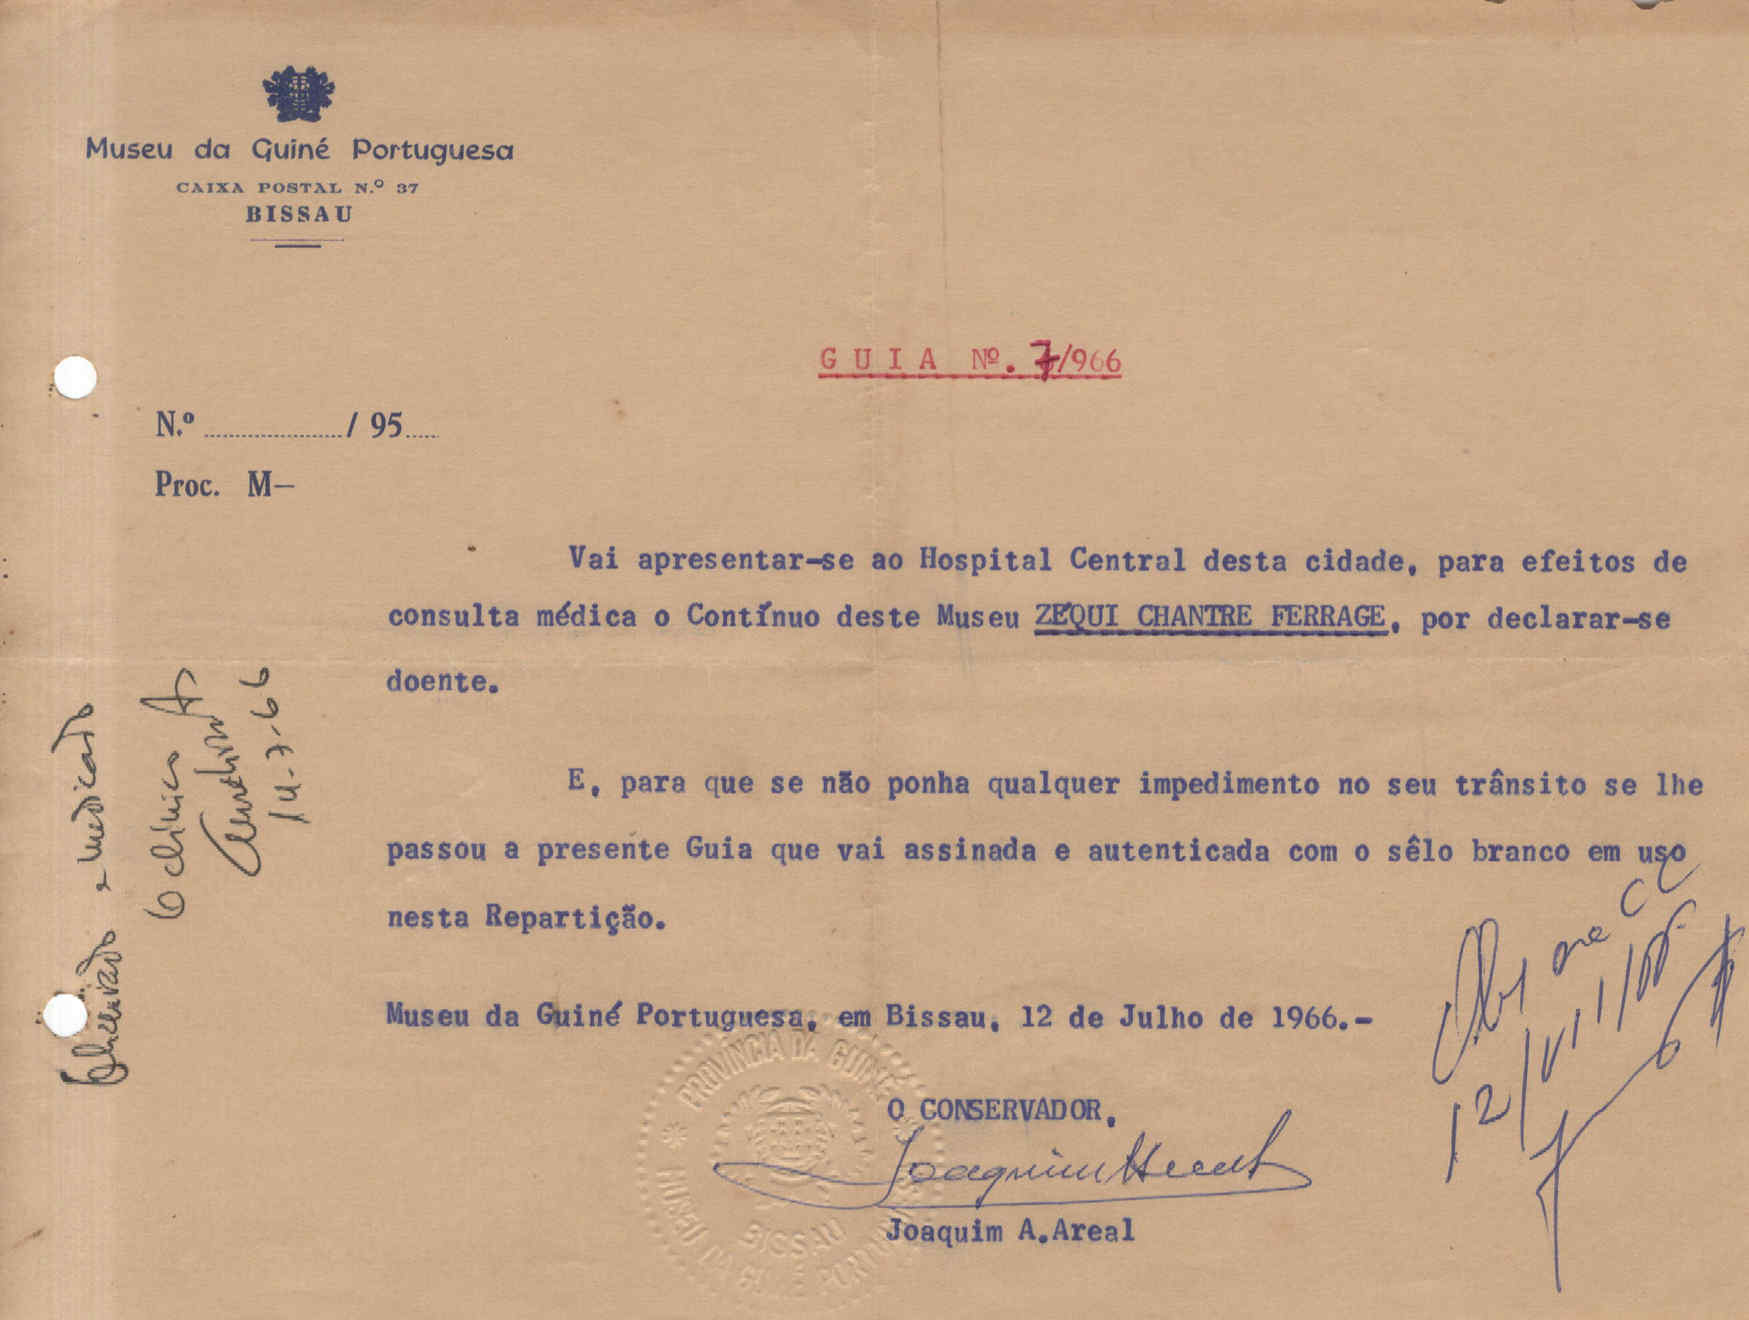 Museu da Guiné Portuguesa
CAIXA POSTAL N.º 37
BISSAU
GUIA Nº. 7/966
N.º ............ / 95....
Proc. M—
Vai apresentar-se ao Hospital Central desta cidade, para efeitos de
consulta médica o Contínuo deste Museu ZÉQUI CHANTRE FERRAGE, por declarar-se
doente.
E, para que se não ponha qualquer impedimento no seu trânsito se lhe
passou a presente Guia que vai assinada e autenticada com o sêlo branco em uso
nesta Repartição.
Museu da Guiné Portuguesa, em Bissau, 12 de Julho de 1966.-
O CONSERVADOR,
Joaquim A.Areal
PROVÍNCIA DA GUINÉ
MUSEU DA GUINÉ PORTUGUESA
BISSAU
e medicado
O clínico
14-7-66
12/VII/66